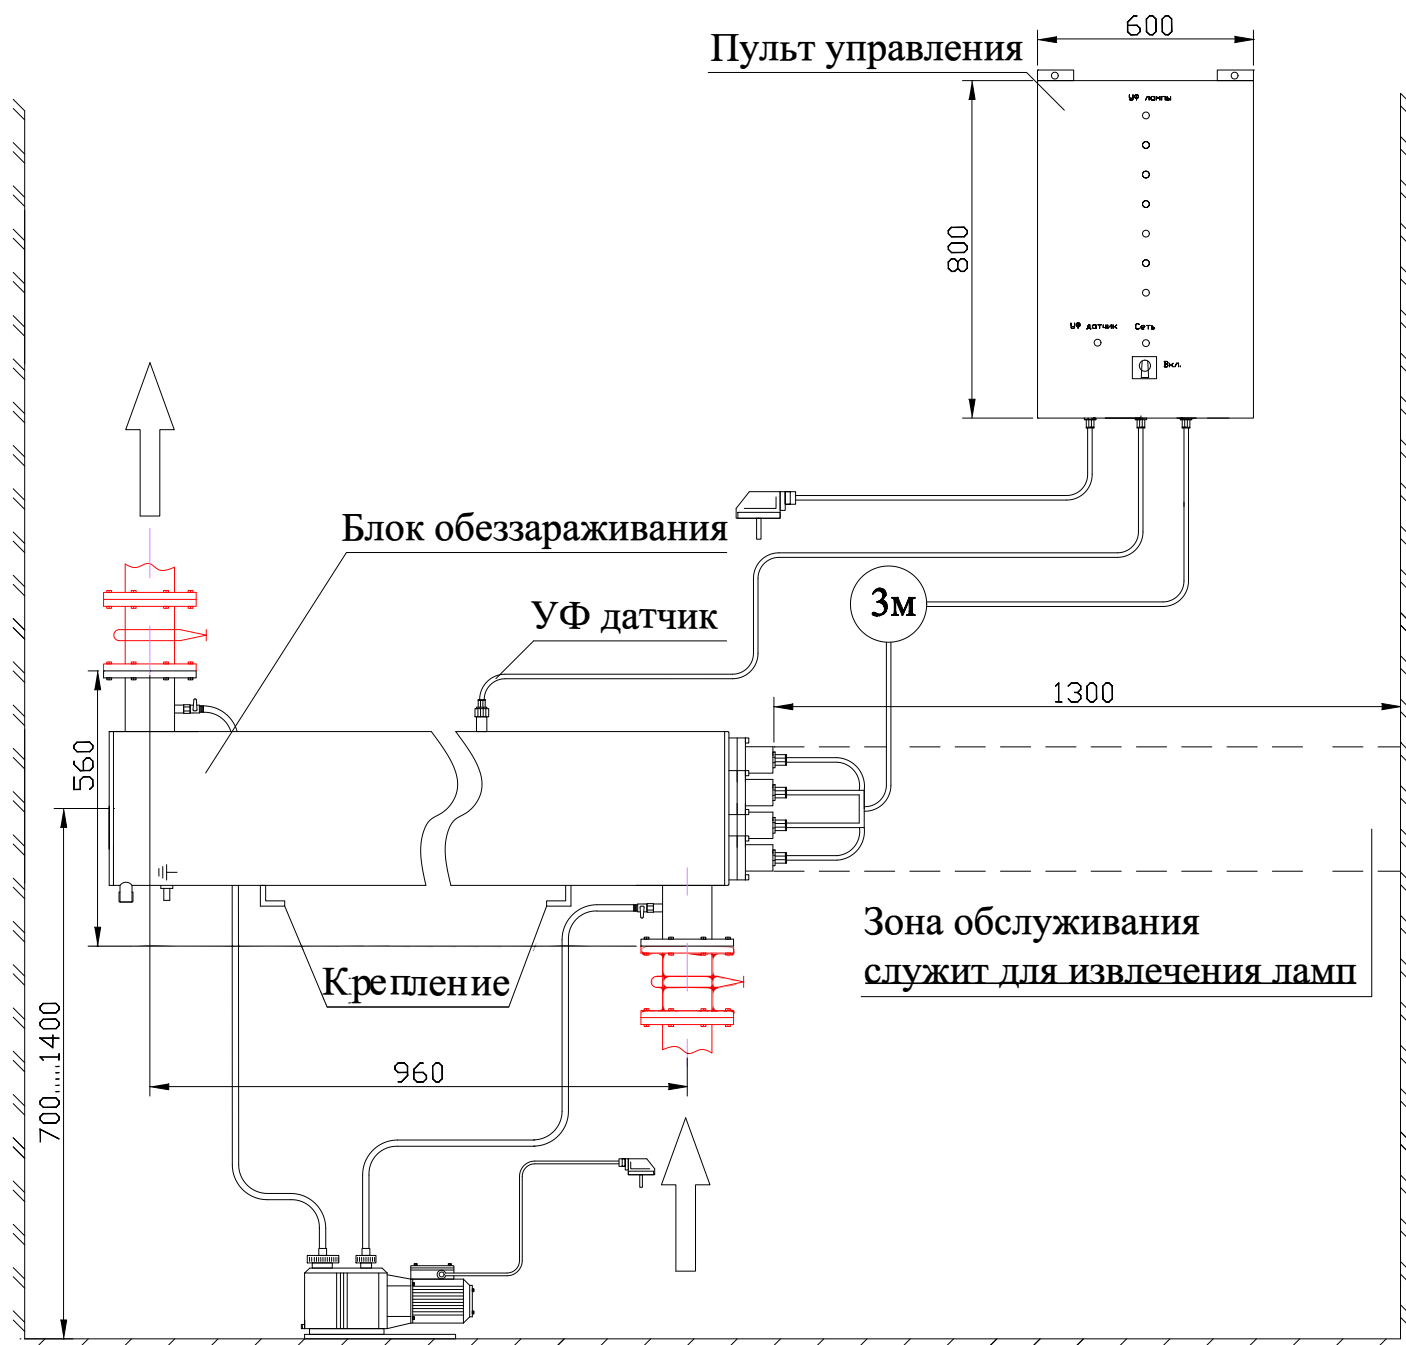 600
Пульт управления
УФ лампы
800
УФ датчик
Сеть
Вкл.
Блок обеззараживания
3м
УФ датчик
1300
560
Зона обслуживания
служит для извлечения ламп
Крепление
700.....1400
960